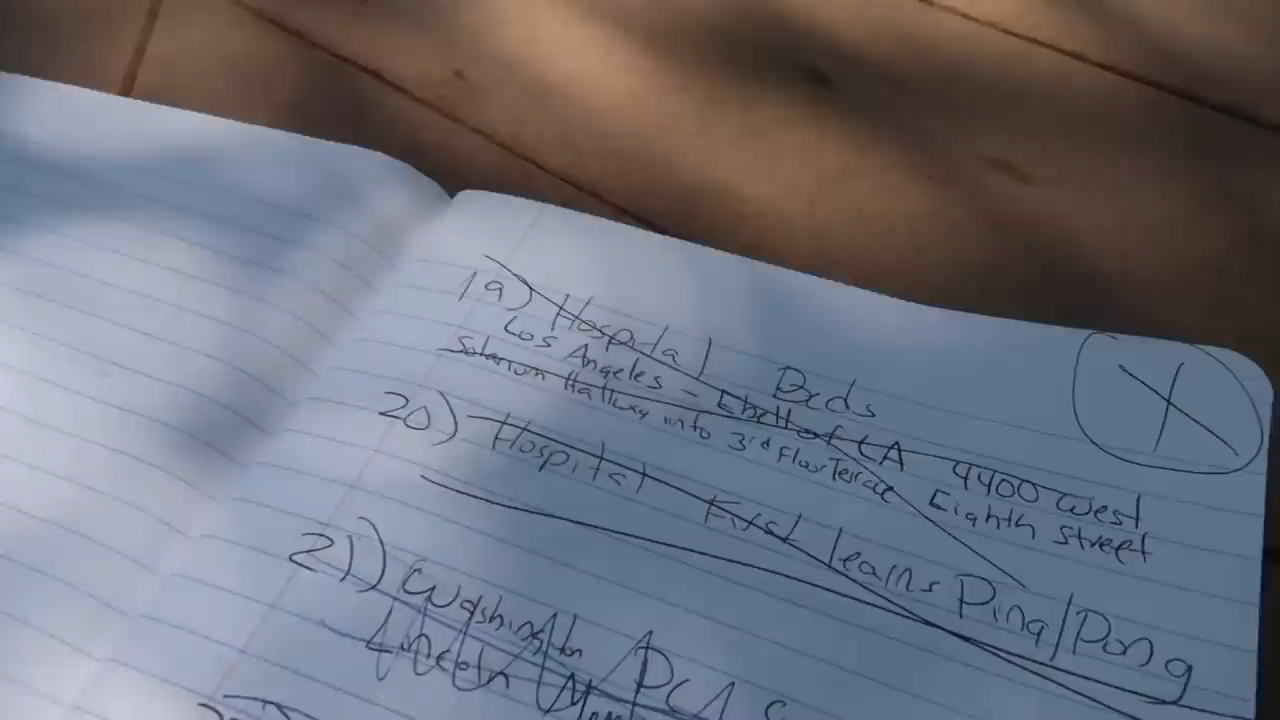 19) Hospital Beds
Los Angeles - Ebell of LA 4400 West
Solarium Hallway into 3rd Floor Terrace Eighth Street
20) Hospital First learns Ping/Pong
21) Washington
Lincoln